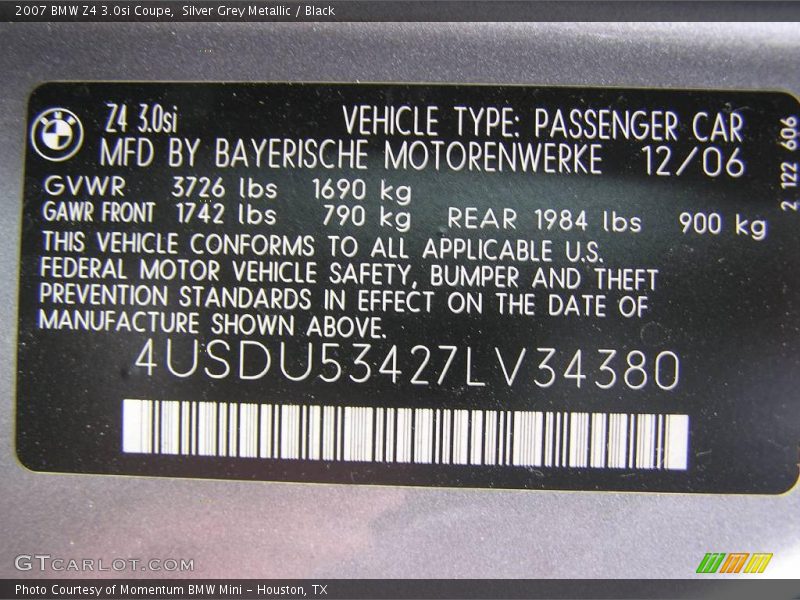 2007 BMW Z4 3.0si Coupe, Silver Grey Metallic / Black
Z4 3.0si VEHICLE TYPE: PASSENGER CAR
MFD BY BAYERISCHE MOTORENWERKE 12/06
GVWR 3726 lbs 1690 kg
GAWR FRONT 1742 lbs 790 kg REAR 1984 lbs 900 kg
THIS VEHICLE CONFORMS TO ALL APPLICABLE U.S.
FEDERAL MOTOR VEHICLE SAFETY, BUMPER AND THEFT
PREVENTION STANDARDS IN EFFECT ON THE DATE OF
MANUFACTURE SHOWN ABOVE.
4USDU53427LV34380
2 122 606
BMW
GTCARLOT.COM
Photo Courtesy of Momentum BMW Mini - Houston, TX